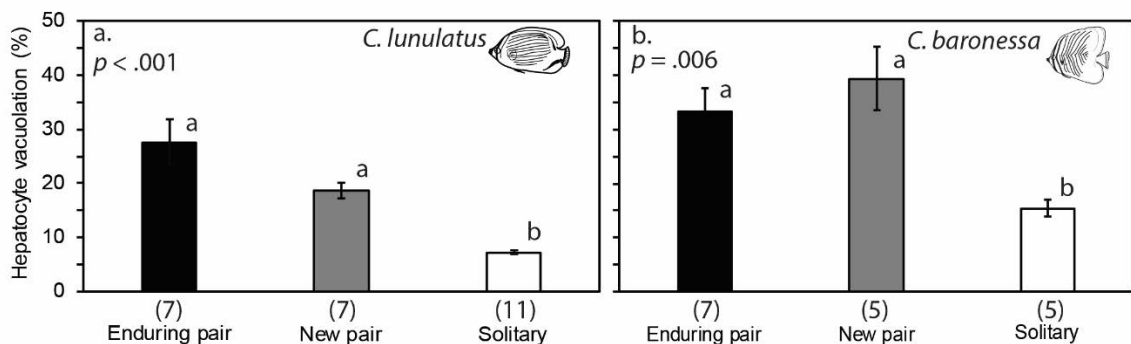 Hepatocyte vacuolation (%)
50
40
30
20
10
0
a.
C. lunulatus
p < .001
a
a
b
(7)
(7)
(11)
Enduring pair
New pair
Solitary
b.
C. baronessa
p = .006
a
a
b
(7)
(5)
(5)
Enduring pair
New pair
Solitary